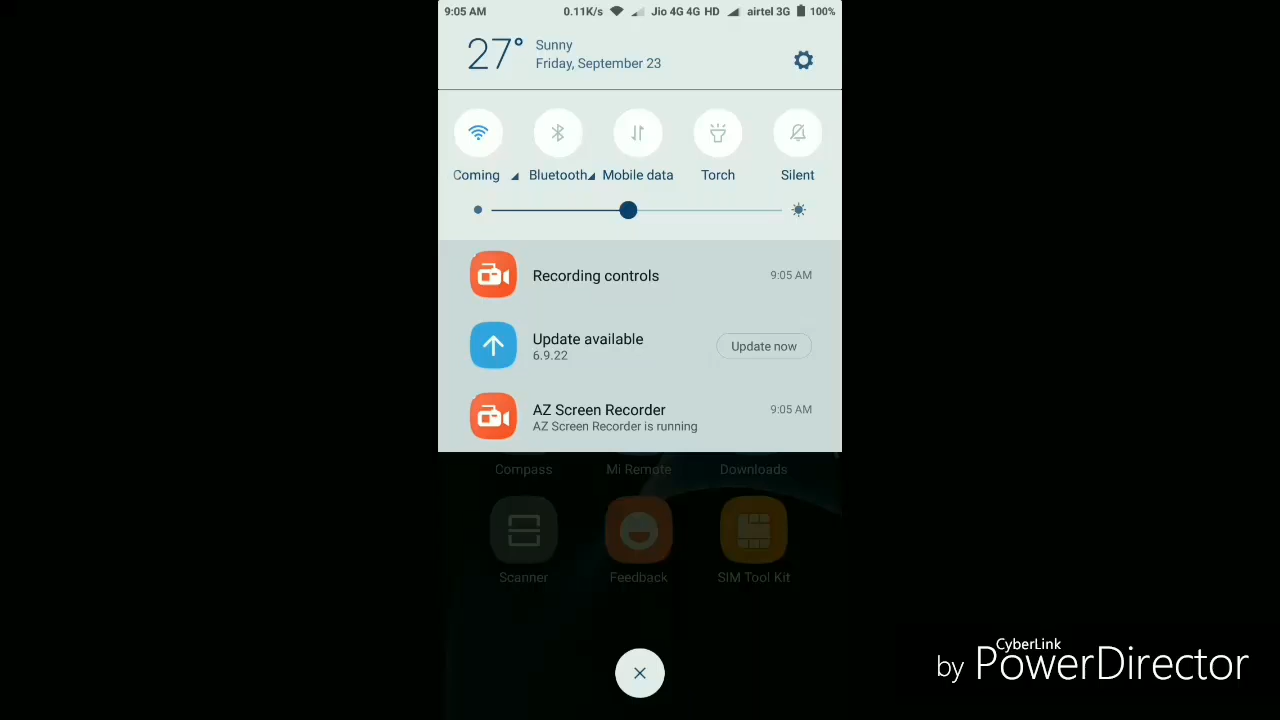 9:05 AM 0.11K/s Jio 4G 4G HD airtel 3G 100%
27° Sunny
Friday, September 23
Coming Bluetooth Mobile data Torch Silent
Recording controls 9:05 AM
Update available
6.9.22
Update now
AZ Screen Recorder 9:05 AM
AZ Screen Recorder is running
Compass Mi Remote Downloads
Scanner Feedback SIM Tool Kit
CyberLink
by PowerDirector